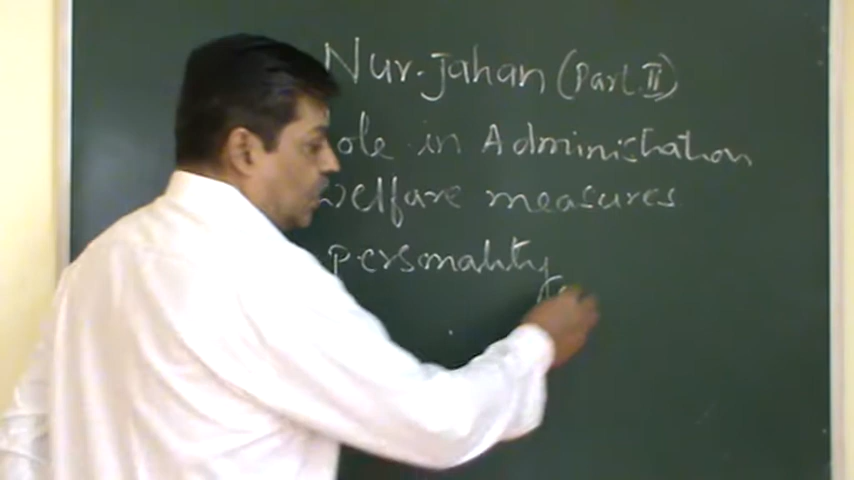 Nur-Jahan (Part II)
ole in Administration
welfare measures
personality